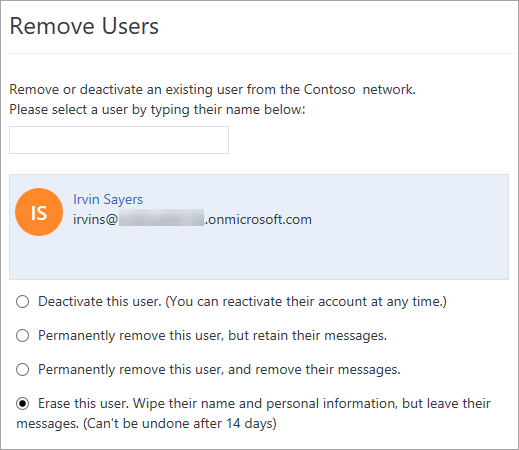 Remove Users
Remove or deactivate an existing user from the Contoso network.
Please select a user by typing their name below:
IS
Irvin Sayers
irvins@ .onmicrosoft.com
Deactivate this user. (You can reactivate their account at any time.)
Permanently remove this user, but retain their messages.
Permanently remove this user, and remove their messages.
Erase this user. Wipe their name and personal information, but leave their
messages. (Can't be undone after 14 days)